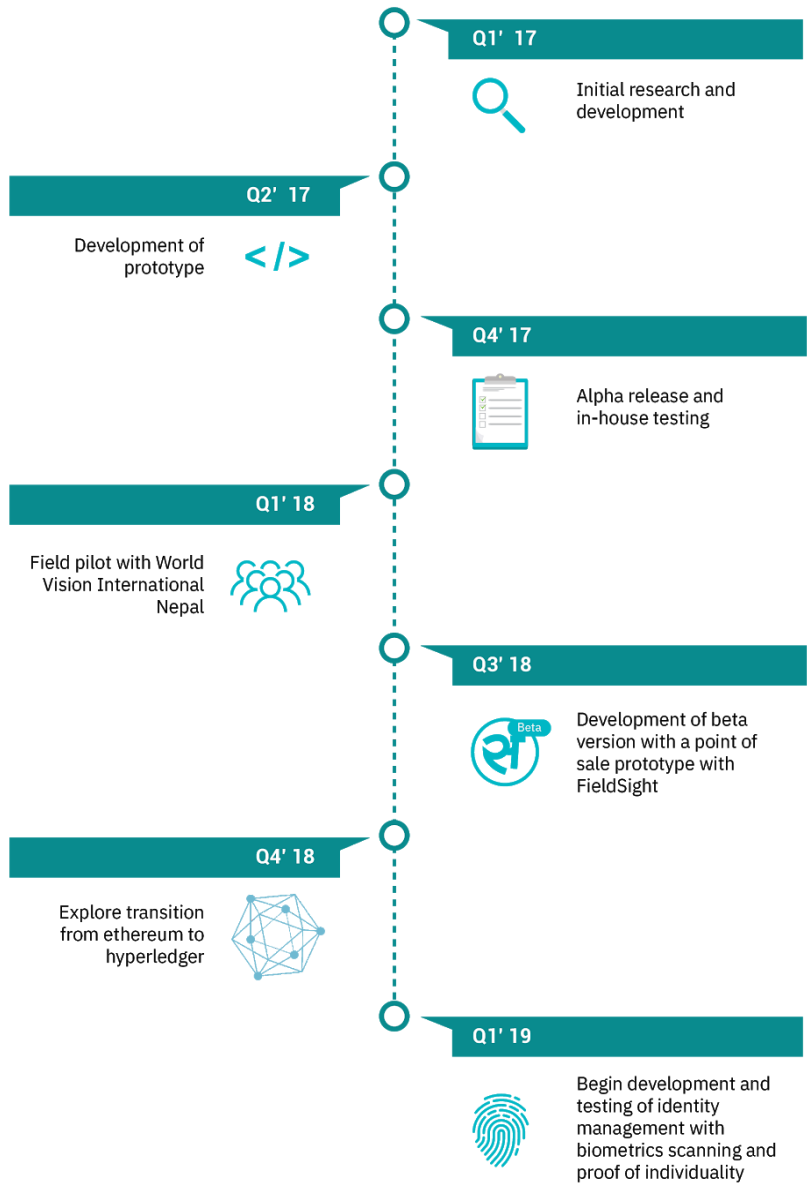 Q1' 17
Initial research and
development
Q2' 17
Development of
prototype
</>
Q4' 17
Alpha release and
in-house testing
Q1' 18
Field pilot with World
Vision International
Nepal
Q3' 18
Beta
स
Development of beta
version with a point of
sale prototype with
FieldSight
Q4' 18
Explore transition
from ethereum to
hyperledger
Q1' 19
Begin development and
testing of identity
management with
biometrics scanning and
proof of individuality